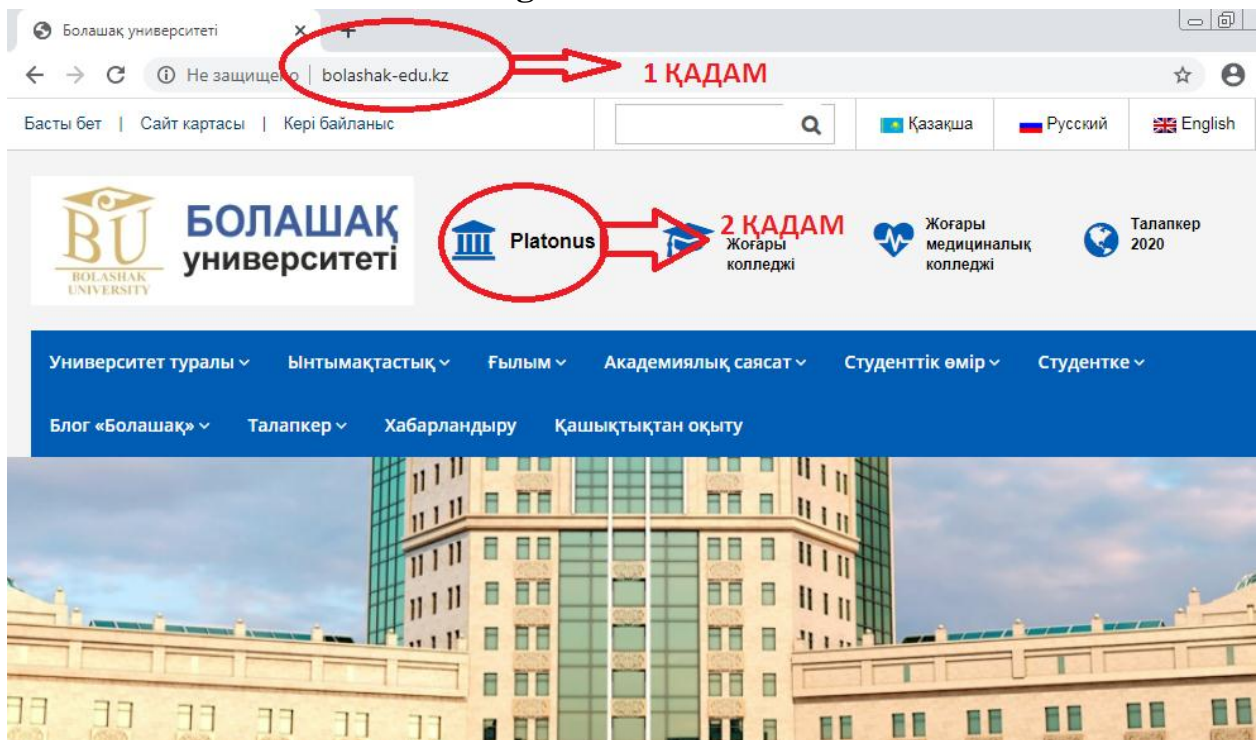 g
Болашақ университеті
Не защищено bolashak-edu.kz
1 ҚАДАМ
Басты бет | Сайт картасы | Кері байланыс
Қазақша Русский English
BU
BOLASHAK
UNIVERSITY
БОЛАШАҚ
университеті
Platonus
2 ҚАДАМ
Жоғары
колледжі
Жоғары
медициналық
колледжі
Талапкер
2020
Университет туралы Ынтымақтастық Ғылым Академиялық саясат Студенттік өмір Студентке
Блог «Болашақ» Талапкер Хабарландыру Қашықтықтан оқыту